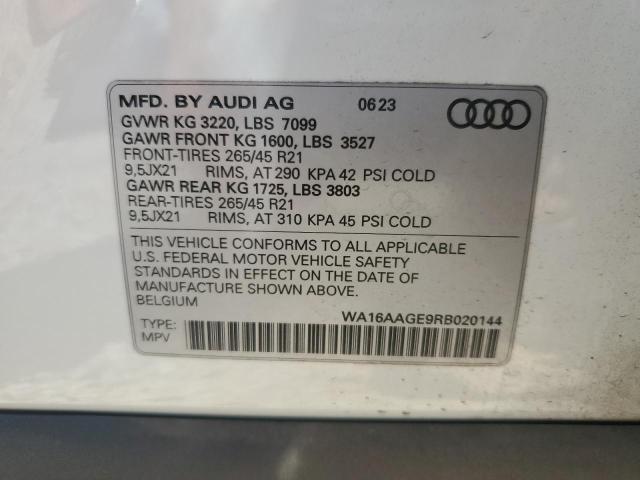 MFD. BY AUDI AG 06 23
GVWR KG 3220, LBS 7099
GAWR FRONT KG 1600, LBS 3527
FRONT-TIRES 265/45 R21
9,5JX21 RIMS, AT 290 KPA 42 PSI COLD
GAWR REAR KG 1725, LBS 3803
REAR-TIRES 265/45 R21
9,5JX21 RIMS, AT 310 KPA 45 PSI COLD
THIS VEHICLE CONFORMS TO ALL APPLICABLE
U.S. FEDERAL MOTOR VEHICLE SAFETY
STANDARDS IN EFFECT ON THE DATE OF
MANUFACTURE SHOWN ABOVE.
BELGIUM
WA16AAGE9RB020144
TYPE:
MPV